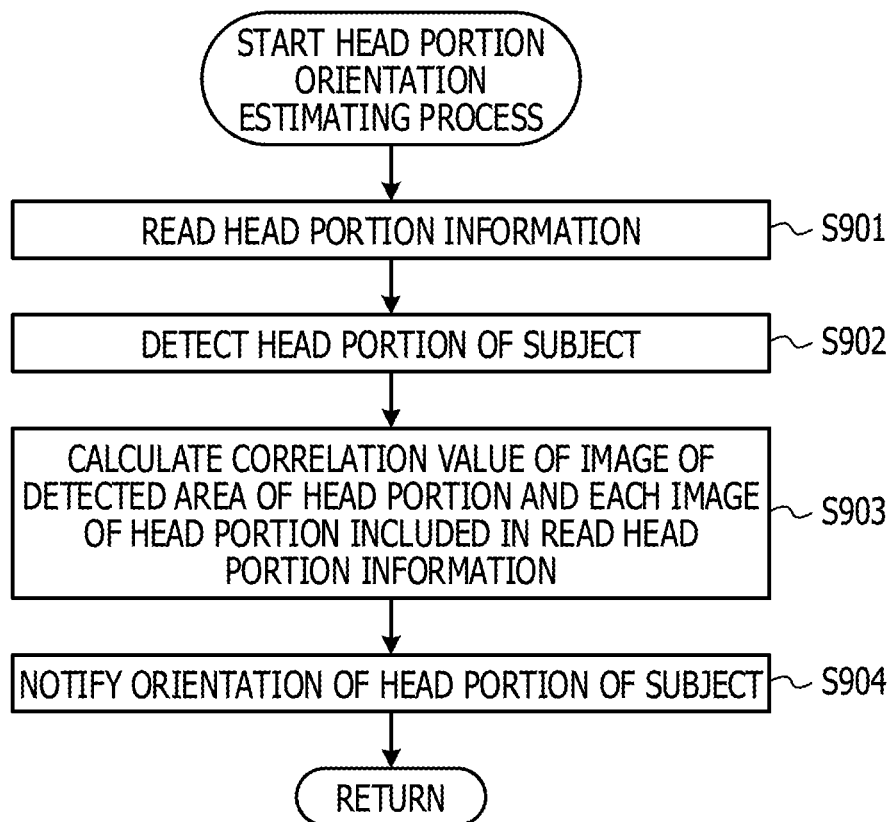 START HEAD PORTION
ORIENTATION
ESTIMATING PROCESS
READ HEAD PORTION INFORMATION
S901
DETECT HEAD PORTION OF SUBJECT
S902
CALCULATE CORRELATION VALUE OF IMAGE OF
DETECTED AREA OF HEAD PORTION AND EACH IMAGE
OF HEAD PORTION INCLUDED IN READ HEAD
PORTION INFORMATION
S903
NOTIFY ORIENTATION OF HEAD PORTION OF SUBJECT
S904
RETURN